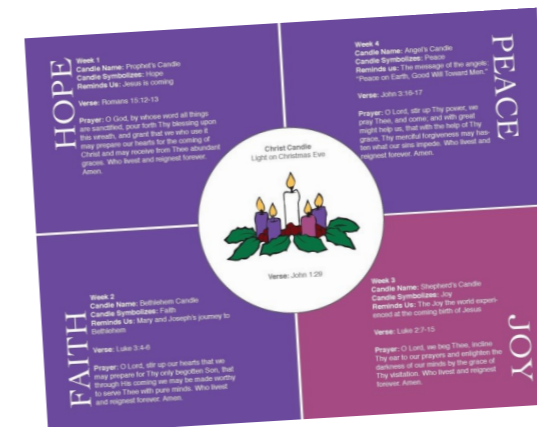 HOPE
Week 1
Candle Name: Prophet's Candle
Candle Symbolizes: Hope
Reminds Us: Jesus is coming
Verse: Romans 15:12-13
Prayer: O God, by whose word all things
are sanctified, pour forth Thy blessing upon
this wreath, and grant that we who use it
may prepare our hearts for the coming of
Christ and may receive from Thee abundant
graces. Who livest and reignest forever.
Amen.
FAITH
Week 2
Candle Name: Bethlehem Candle
Candle Symbolizes: Faith
Reminds Us: Mary and Joseph's journey to
Bethlehem
Verse: Luke 3:4-6
Prayer: O Lord, stir up our hearts that we
may prepare for Thy only begotten Son, that
through His coming we may be made worthy
to serve Thee with pure minds. Who livest
and reignest forever. Amen.
Christ Candle
Light on Christmas Eve
Verse: John 1:29
JOY
Week 3
Candle Name: Shepherd's Candle
Candle Symbolizes: Joy
Reminds Us: The Joy the world experi-
enced at the coming birth of Jesus
Verse: Luke 2:7-15
Prayer: O Lord, we beg Thee, incline
Thy ear to our prayers and enlighten the
darkness of our minds by the grace of
Thy visitation. Who livest and reignest
forever. Amen.
PEACE
Week 4
Candle Name: Angel's Candle
Candle Symbolizes: Peace
Reminds us: The message of the angels:
"Peace on Earth, Good Will Toward Men."
Verse: John 3:16-17
Prayer: O Lord, stir up Thy power, we
pray Thee, and come; and with great
might help us, that with the help of Thy
grace, Thy merciful forgiveness may has-
ten what our sins impede. Who livest and
reignest forever. Amen.